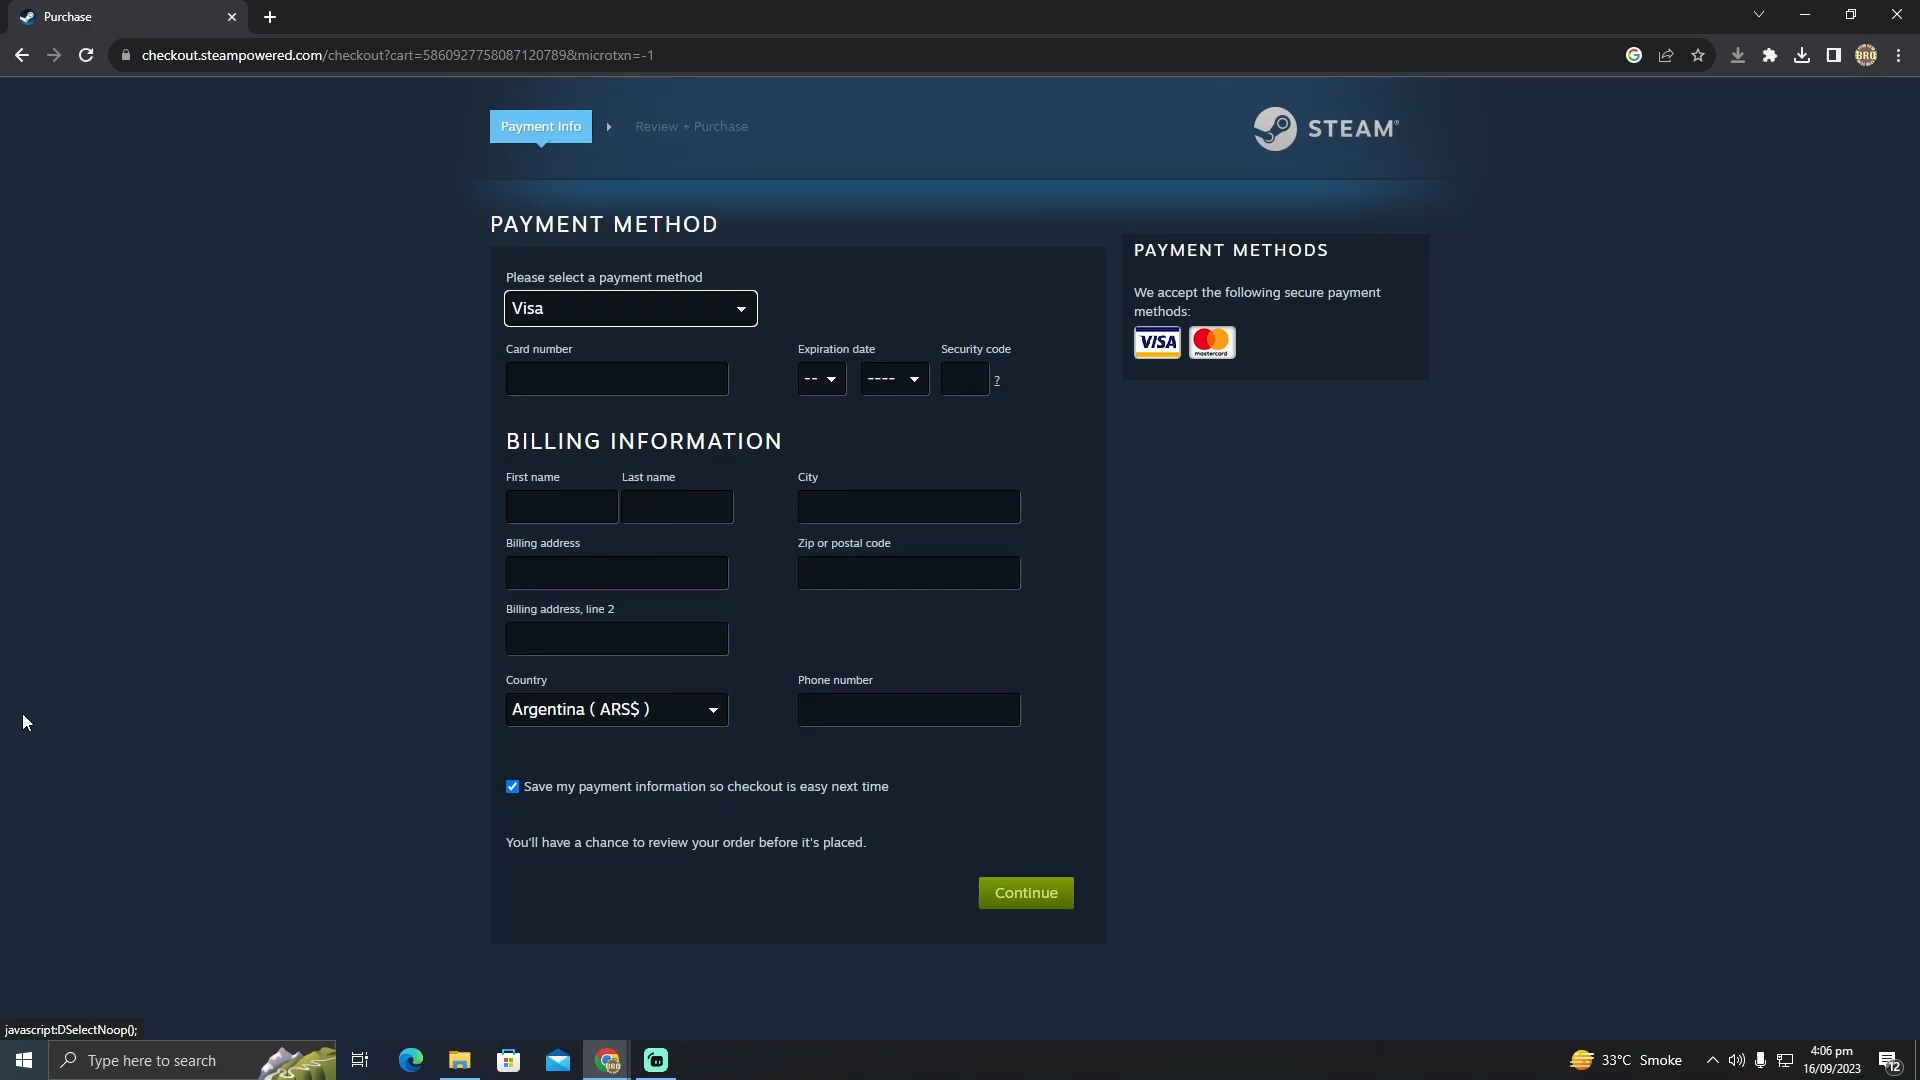 Purchase
checkout.steampowered.com/checkout?cart=5860927758087120789&microtxn=-1
BRO
Payment Info
Review + Purchase
STEAM®
PAYMENT METHOD
Please select a payment method
Visa
Card number
Expiration date
Security code
--
----
?
BILLING INFORMATION
First name
Last name
City
Billing address
Zip or postal code
Billing address, line 2
Country
Phone number
Argentina ( ARS$ )
Save my payment information so checkout is easy next time
You'll have a chance to review your order before it's placed.
Continue
PAYMENT METHODS
We accept the following secure payment
methods:
VISA
mastercard
javascript:DSelectNoop();
Type here to search
BRO
33°C Smoke
4:06 pm
16/09/2023
12